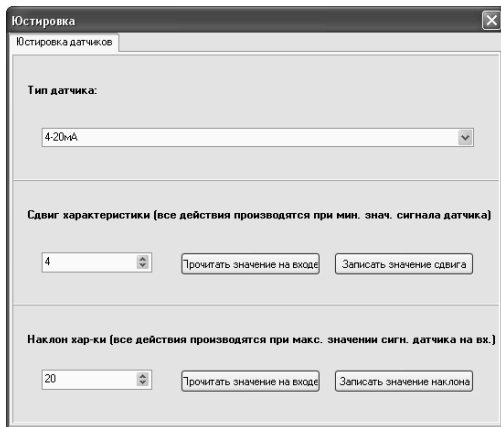 Юстировка
Юстировка датчиков
Тип датчика:
4-20мА
Сдвиг характеристики (все действия производятся при мин. знач. сигнала датчика)
4
Прочитать значение на входе
Записать значение сдвига
Наклон хар-ки (все действия производятся при макс. значении сигн. датчика на вх.)
20
Прочитать значение на входе
Записать значение наклона